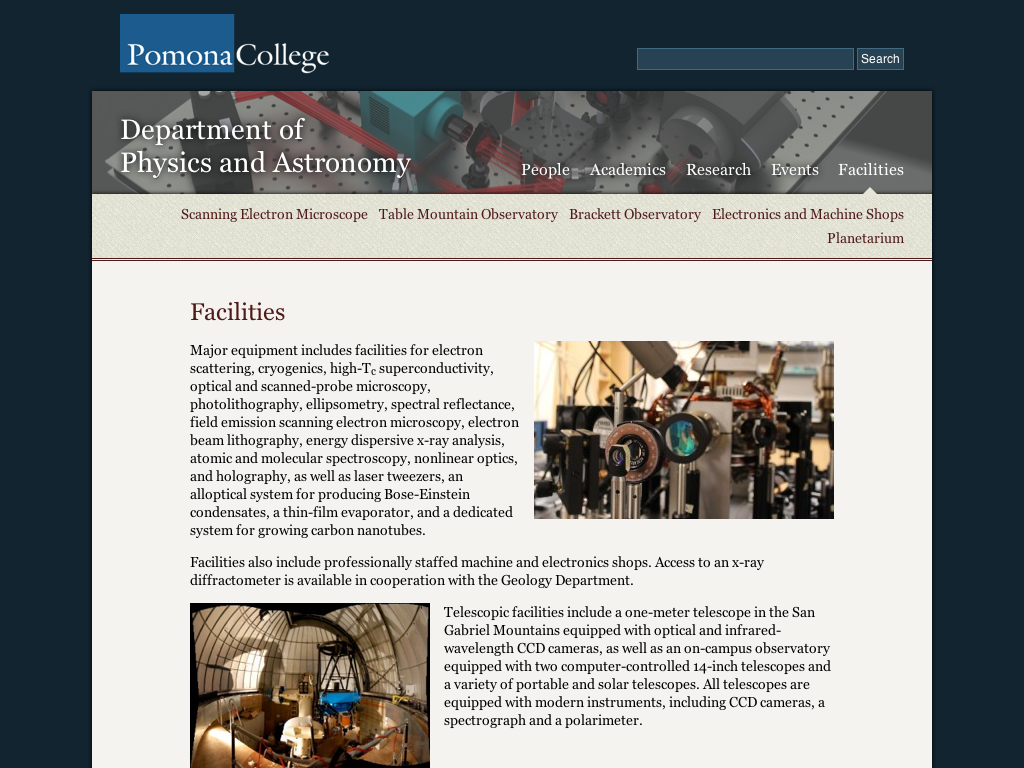 Pomona College
Search
Department of
Physics and Astronomy
People Academics Research Events Facilities
Scanning Electron Microscope Table Mountain Observatory Brackett Observatory Electronics and Machine Shops
Planetarium
Facilities
Major equipment includes facilities for electron
scattering, cryogenics, high-Tc superconductivity,
optical and scanned-probe microscopy,
photolithography, ellipsometry, spectral reflectance,
field emission scanning electron microscopy, electron
beam lithography, energy dispersive x-ray analysis,
atomic and molecular spectroscopy, nonlinear optics,
and holography, as well as laser tweezers, an
alloptical system for producing Bose-Einstein
condensates, a thin-film evaporator, and a dedicated
system for growing carbon nanotubes.
Facilities also include professionally staffed machine and electronics shops. Access to an x-ray
diffractometer is available in cooperation with the Geology Department.
Telescopic facilities include a one-meter telescope in the San
Gabriel Mountains equipped with optical and infrared-
wavelength CCD cameras, as well as an on-campus observatory
equipped with two computer-controlled 14-inch telescopes and
a variety of portable and solar telescopes. All telescopes are
equipped with modern instruments, including CCD cameras, a
spectrograph and a polarimeter.